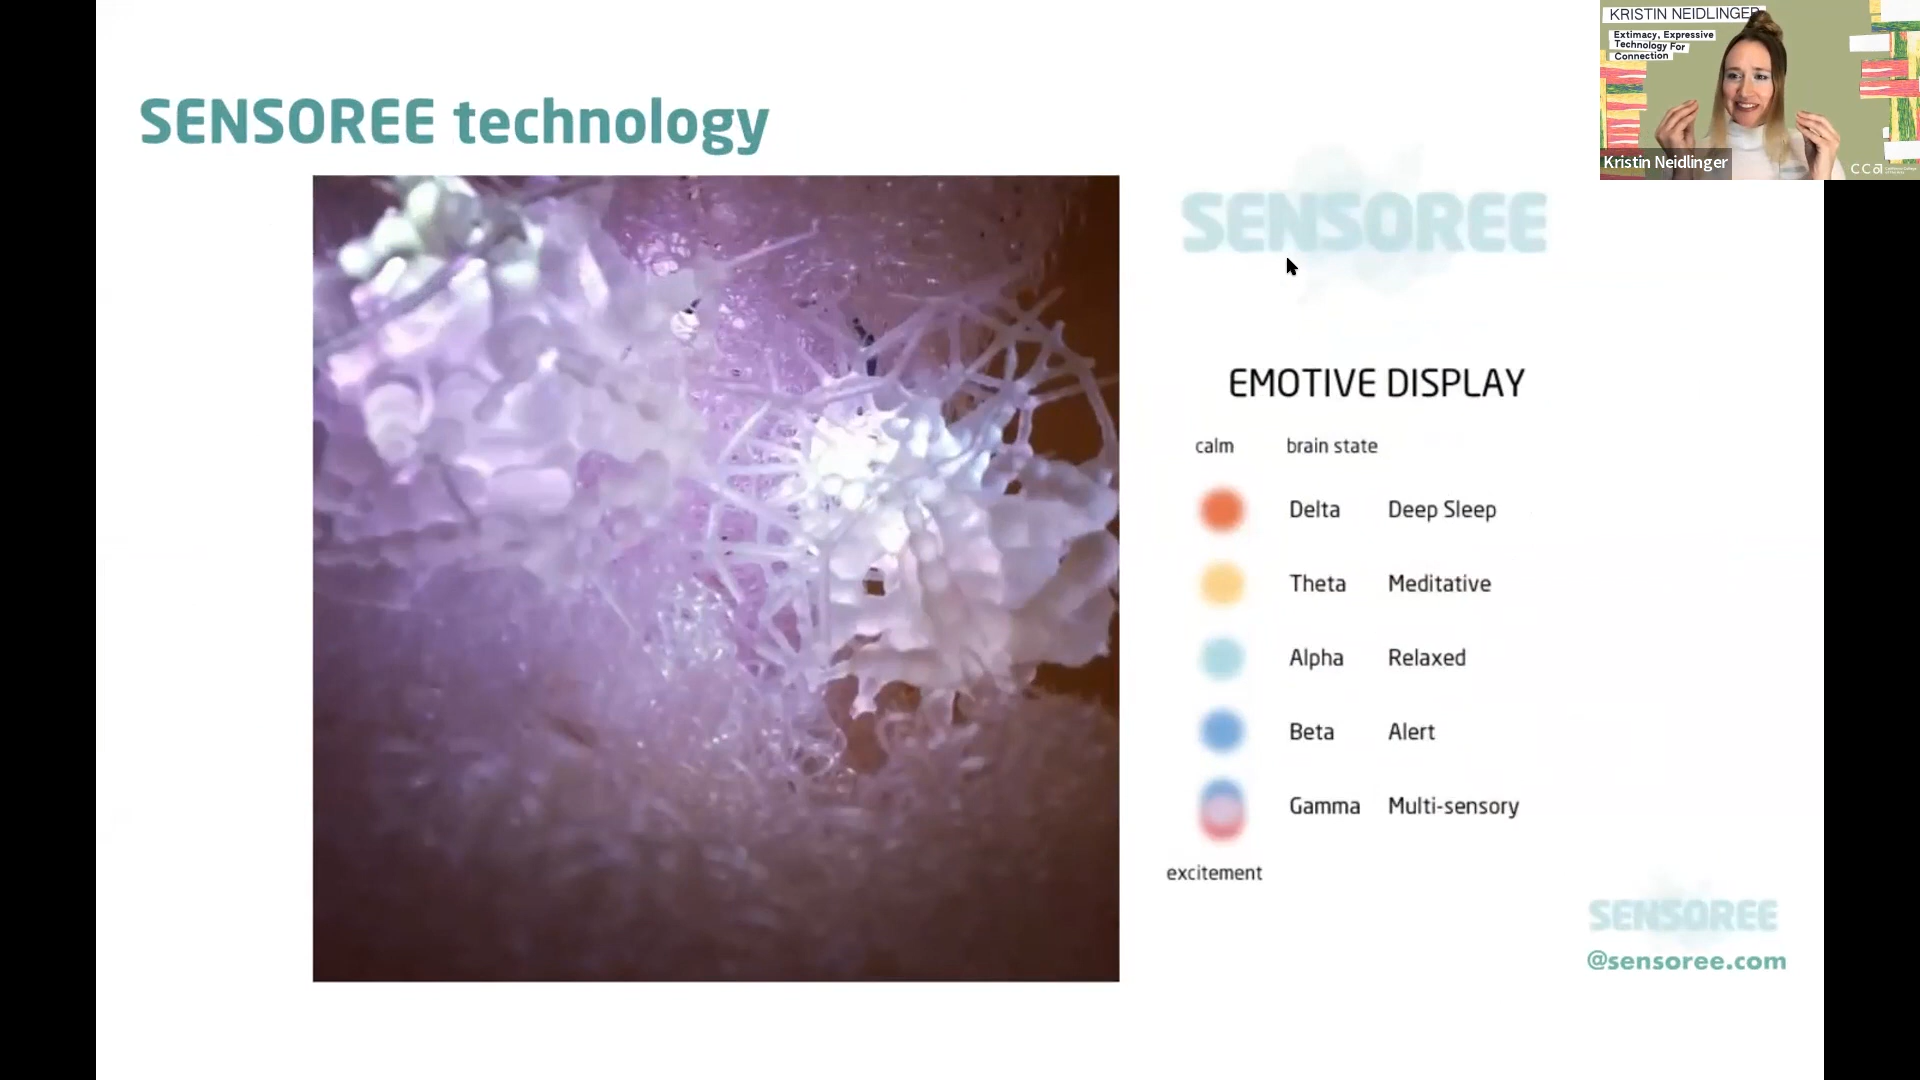 SENSOREE technology
KRISTIN NEIDLINGER
Extimacy, Expressive
Technology For
Connection
Kristin Neidlinger
CCA
SENSOREE
EMOTIVE DISPLAY
calm brain state
Delta Deep Sleep
Theta Meditative
Alpha Relaxed
Beta Alert
Gamma Multi-sensory
excitement
SENSOREE
@sensoree.com